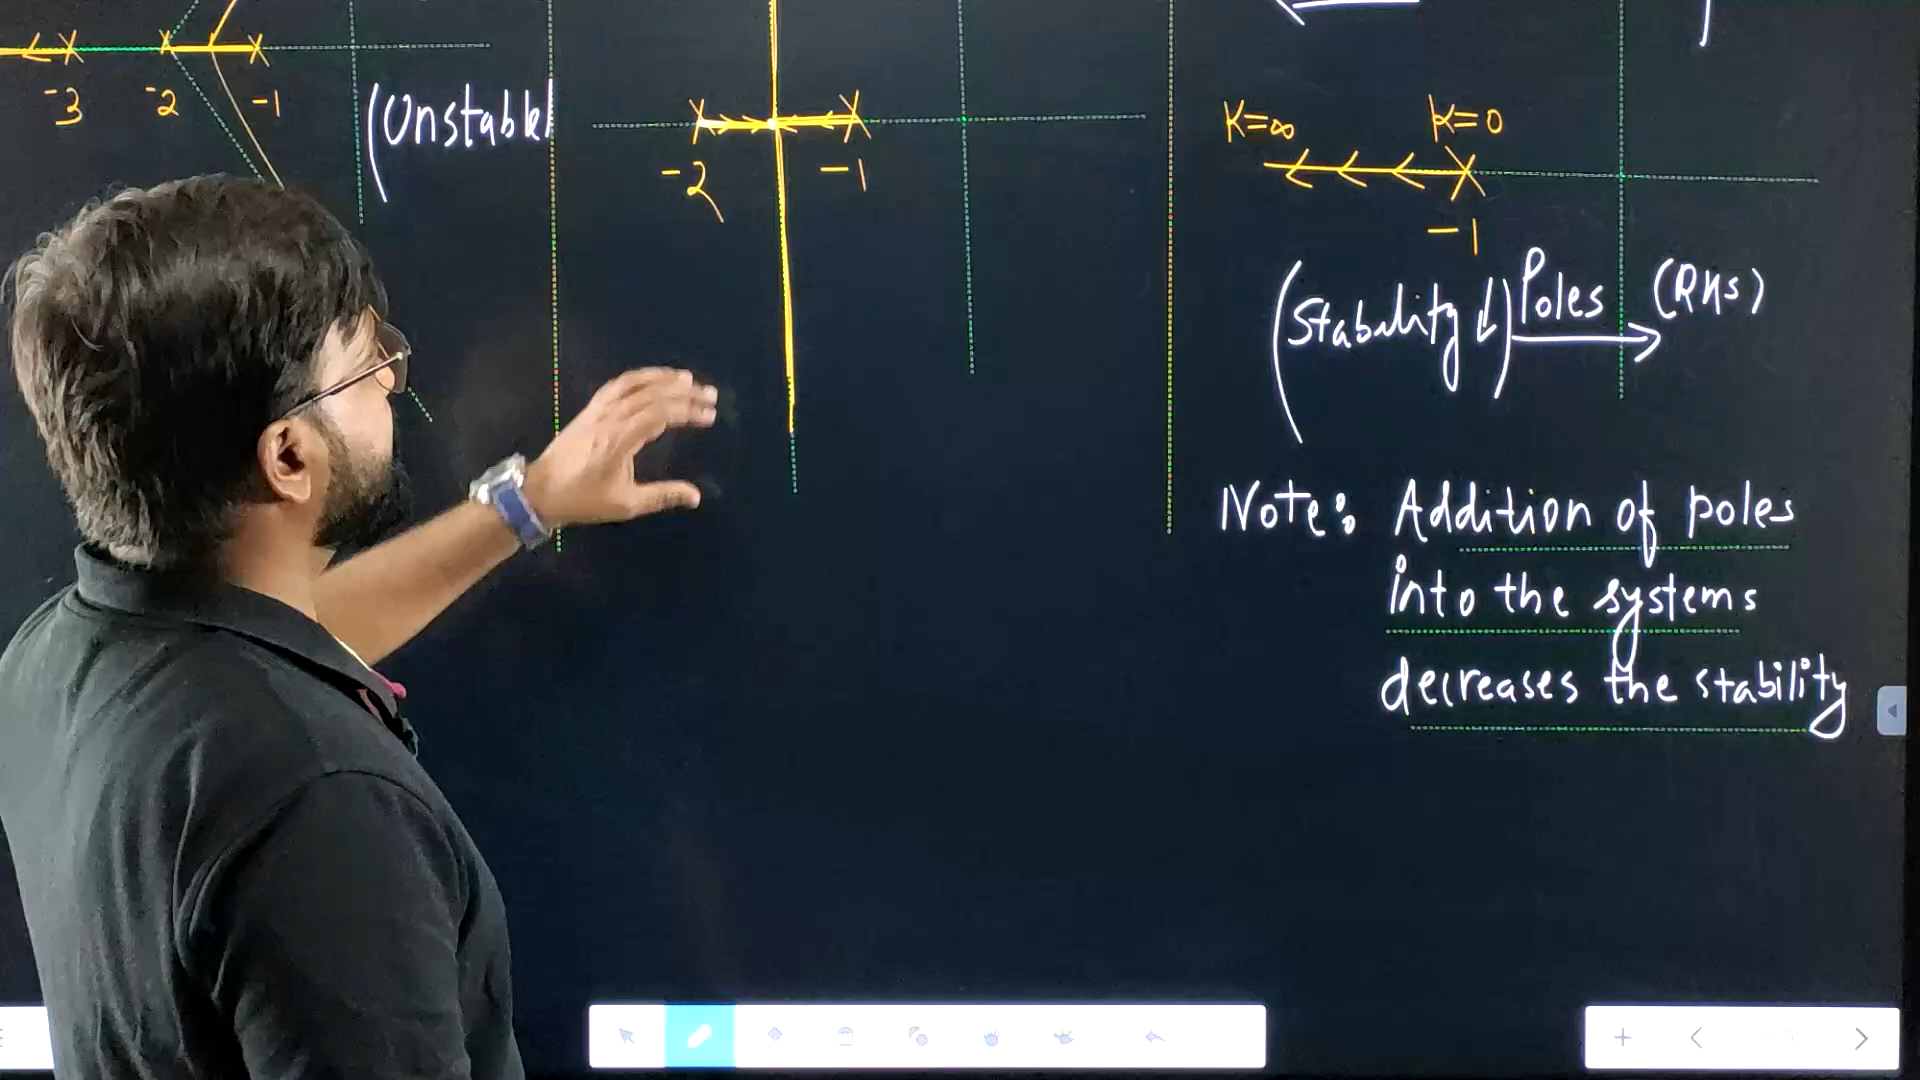 -3 -2 -1
(Unstable)
-2 -1
K=∞ K=0
-1
(Stability ↓) Poles → (RHS)
Note: Addition of poles
into the systems
decreases the stability